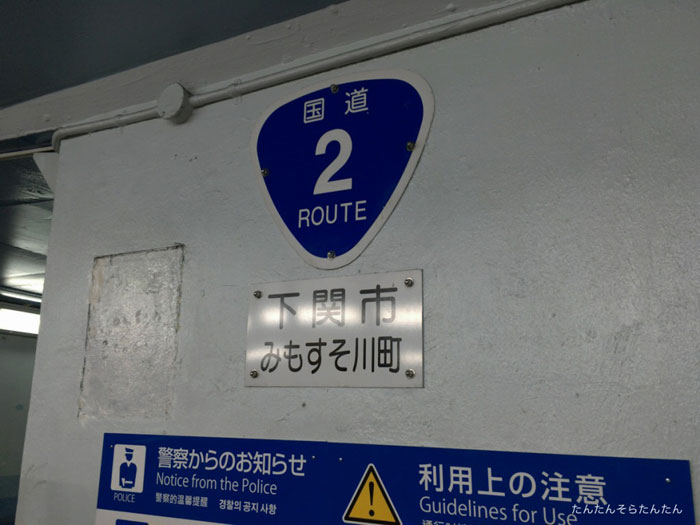 国道
2
ROUTE
下関市
みもすそ川町
警察からのお知らせ
Notice from the Police
警察的温馨提醒 경찰의 공지 사항
POLICE
利用上の注意
Guidelines for Use
たんたんそらたんたん